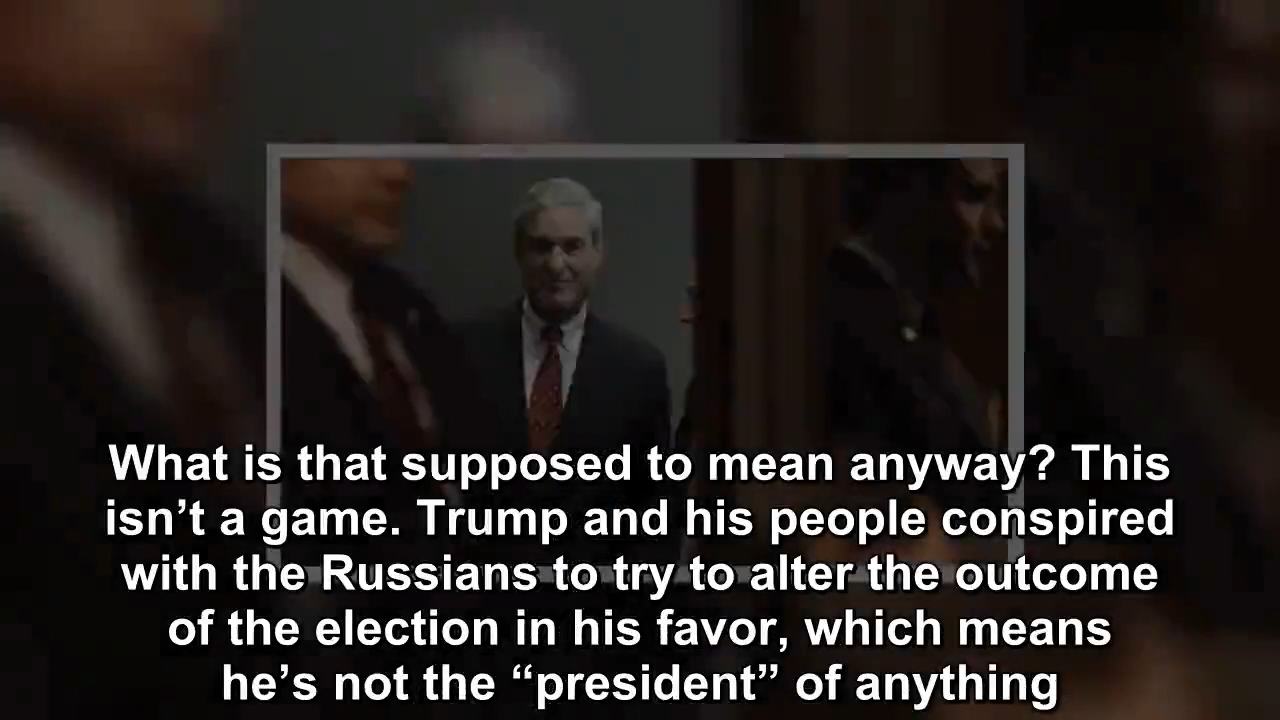 What is that supposed to mean anyway? This
isn’t a game. Trump and his people conspired
with the Russians to try to alter the outcome
of the election in his favor, which means
he’s not the “president” of anything